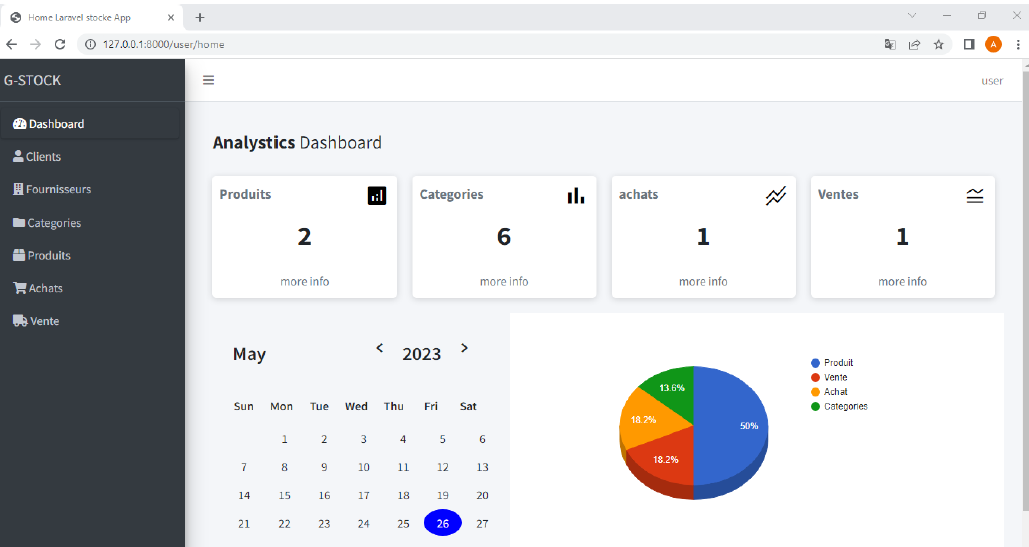 Home Laravel stocke App
127.0.0.1:8000/user/home
A
G-STOCK
user
Dashboard
Clients
Fournisseurs
Categories
Produits
Achats
Vente
Analystics Dashboard
Produits
2
more info
Categories
6
more info
achats
1
more info
Ventes
1
more info
May
< 2023 >
Sun Mon Tue Wed Thu Fri Sat
1 2 3 4 5 6
7 8 9 10 11 12 13
14 15 16 17 18 19 20
21 22 23 24 25 26 27
13.6%
18.2%
18.2%
50%
Produit
Vente
Achat
Categories